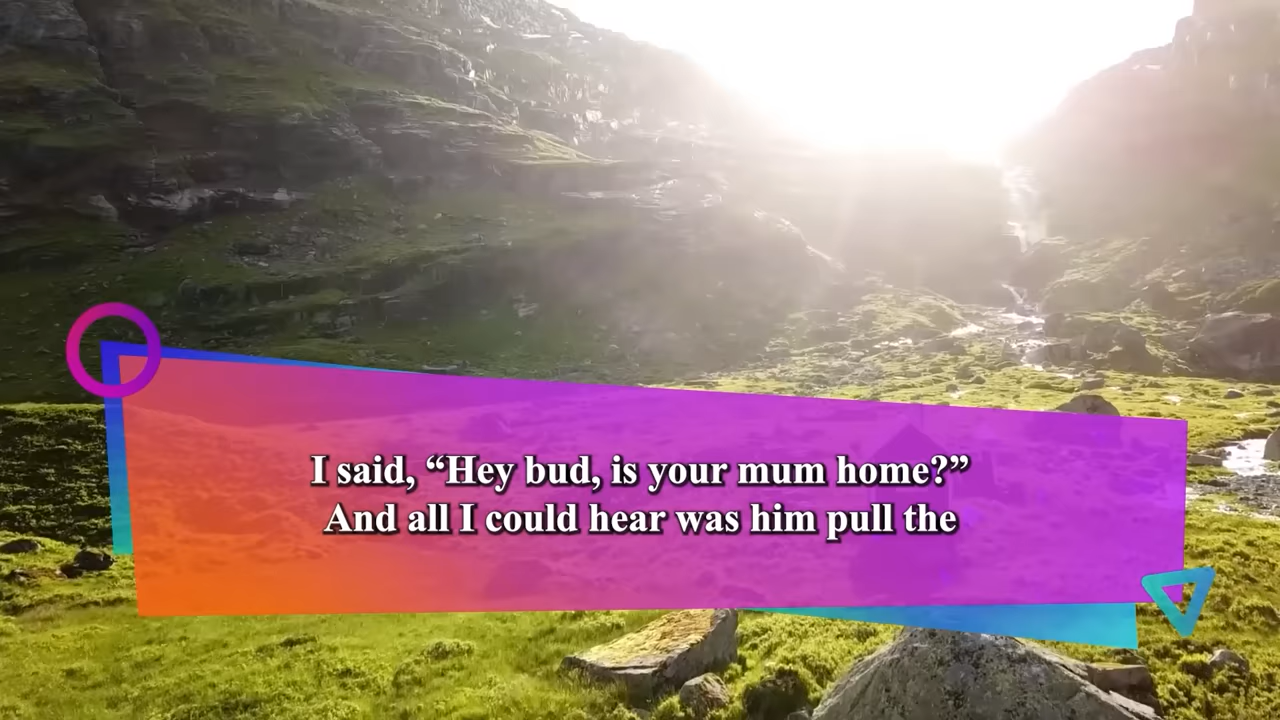 I said, “Hey bud, is your mum home?”
And all I could hear was him pull the